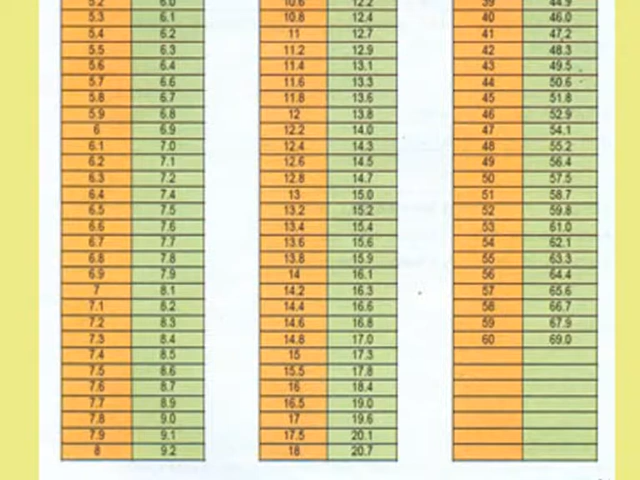 5.2 6.0 10.6 12.2 39 44.9
5.3 6.1 10.8 12.4 40 46.0
5.4 6.2 11 12.7 41 47.2
5.5 6.3 11.2 12.9 42 48.3
5.6 6.4 11.4 13.1 43 49.5
5.7 6.6 11.6 13.3 44 50.6
5.8 6.7 11.8 13.6 45 51.8
5.9 6.8 12 13.8 46 52.9
6 6.9 12.2 14.0 47 54.1
6.1 7.0 12.4 14.3 48 55.2
6.2 7.1 12.6 14.5 49 56.4
6.3 7.2 12.8 14.7 50 57.5
6.4 7.4 13 15.0 51 58.7
6.5 7.5 13.2 15.2 52 59.8
6.6 7.6 13.4 15.4 53 61.0
6.7 7.7 13.6 15.6 54 62.1
6.8 7.8 13.8 15.9 55 63.3
6.9 7.9 14 16.1 56 64.4
7 8.1 14.2 16.3 57 65.6
7.1 8.2 14.4 16.6 58 66.7
7.2 8.3 14.6 16.8 59 67.9
7.3 8.4 14.8 17.0 60 69.0
7.4 8.5 15 17.3
7.5 8.6 15.5 17.8
7.6 8.7 16 18.4
7.7 8.9 16.5 19.0
7.8 9.0 17 19.6
7.9 9.1 17.5 20.1
8 9.2 18 20.7